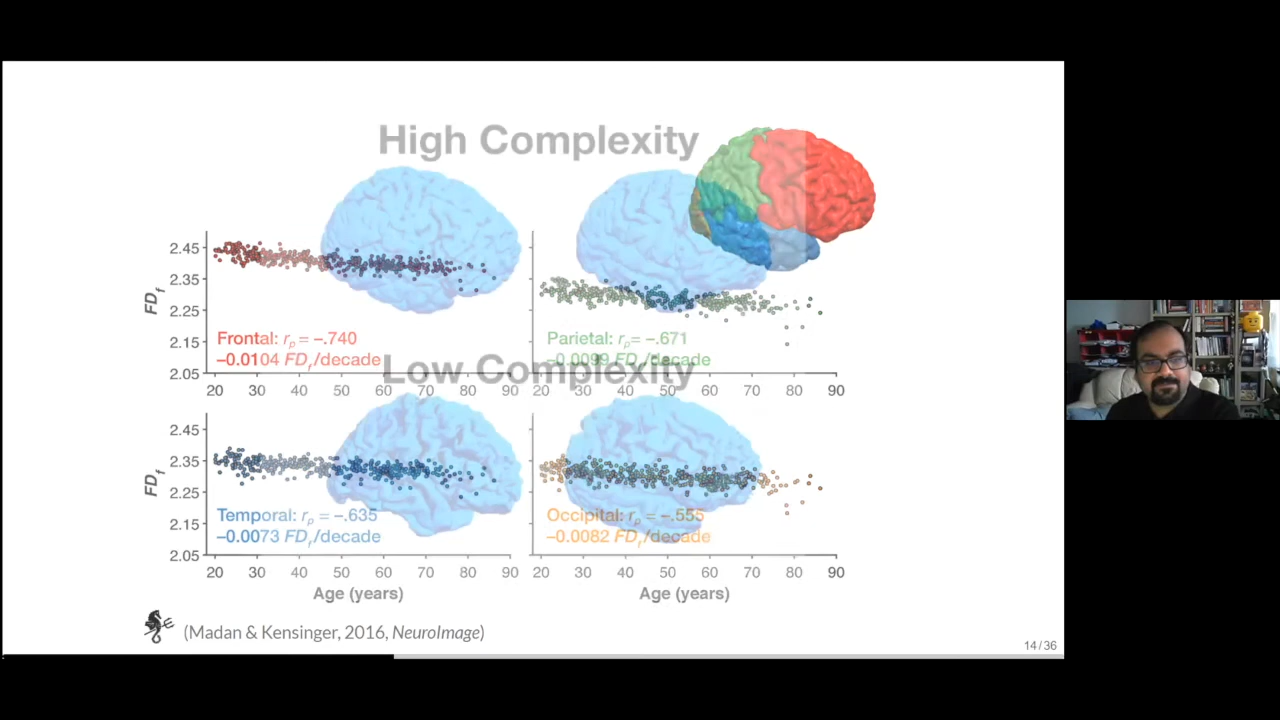 High Complexity
2.45
2.35
2.25
2.15
2.05
FDf
Frontal: rp = –.740
–0.0104 FDf/decade
Parietal: rp = –.671
–0.0099 FDf/decade
20 30 40 50 60 70 80 90
20 30 40 50 60 70 80 90
Low Complexity
2.45
2.35
2.25
2.15
2.05
FDf
Temporal: rp = –.635
–0.0073 FDf/decade
Occipital: rp = –.555
–0.0082 FDf/decade
20 30 40 50 60 70 80 90
20 30 40 50 60 70 80 90
Age (years)
Age (years)
(Madan & Kensinger, 2016, NeuroImage)
14 / 36